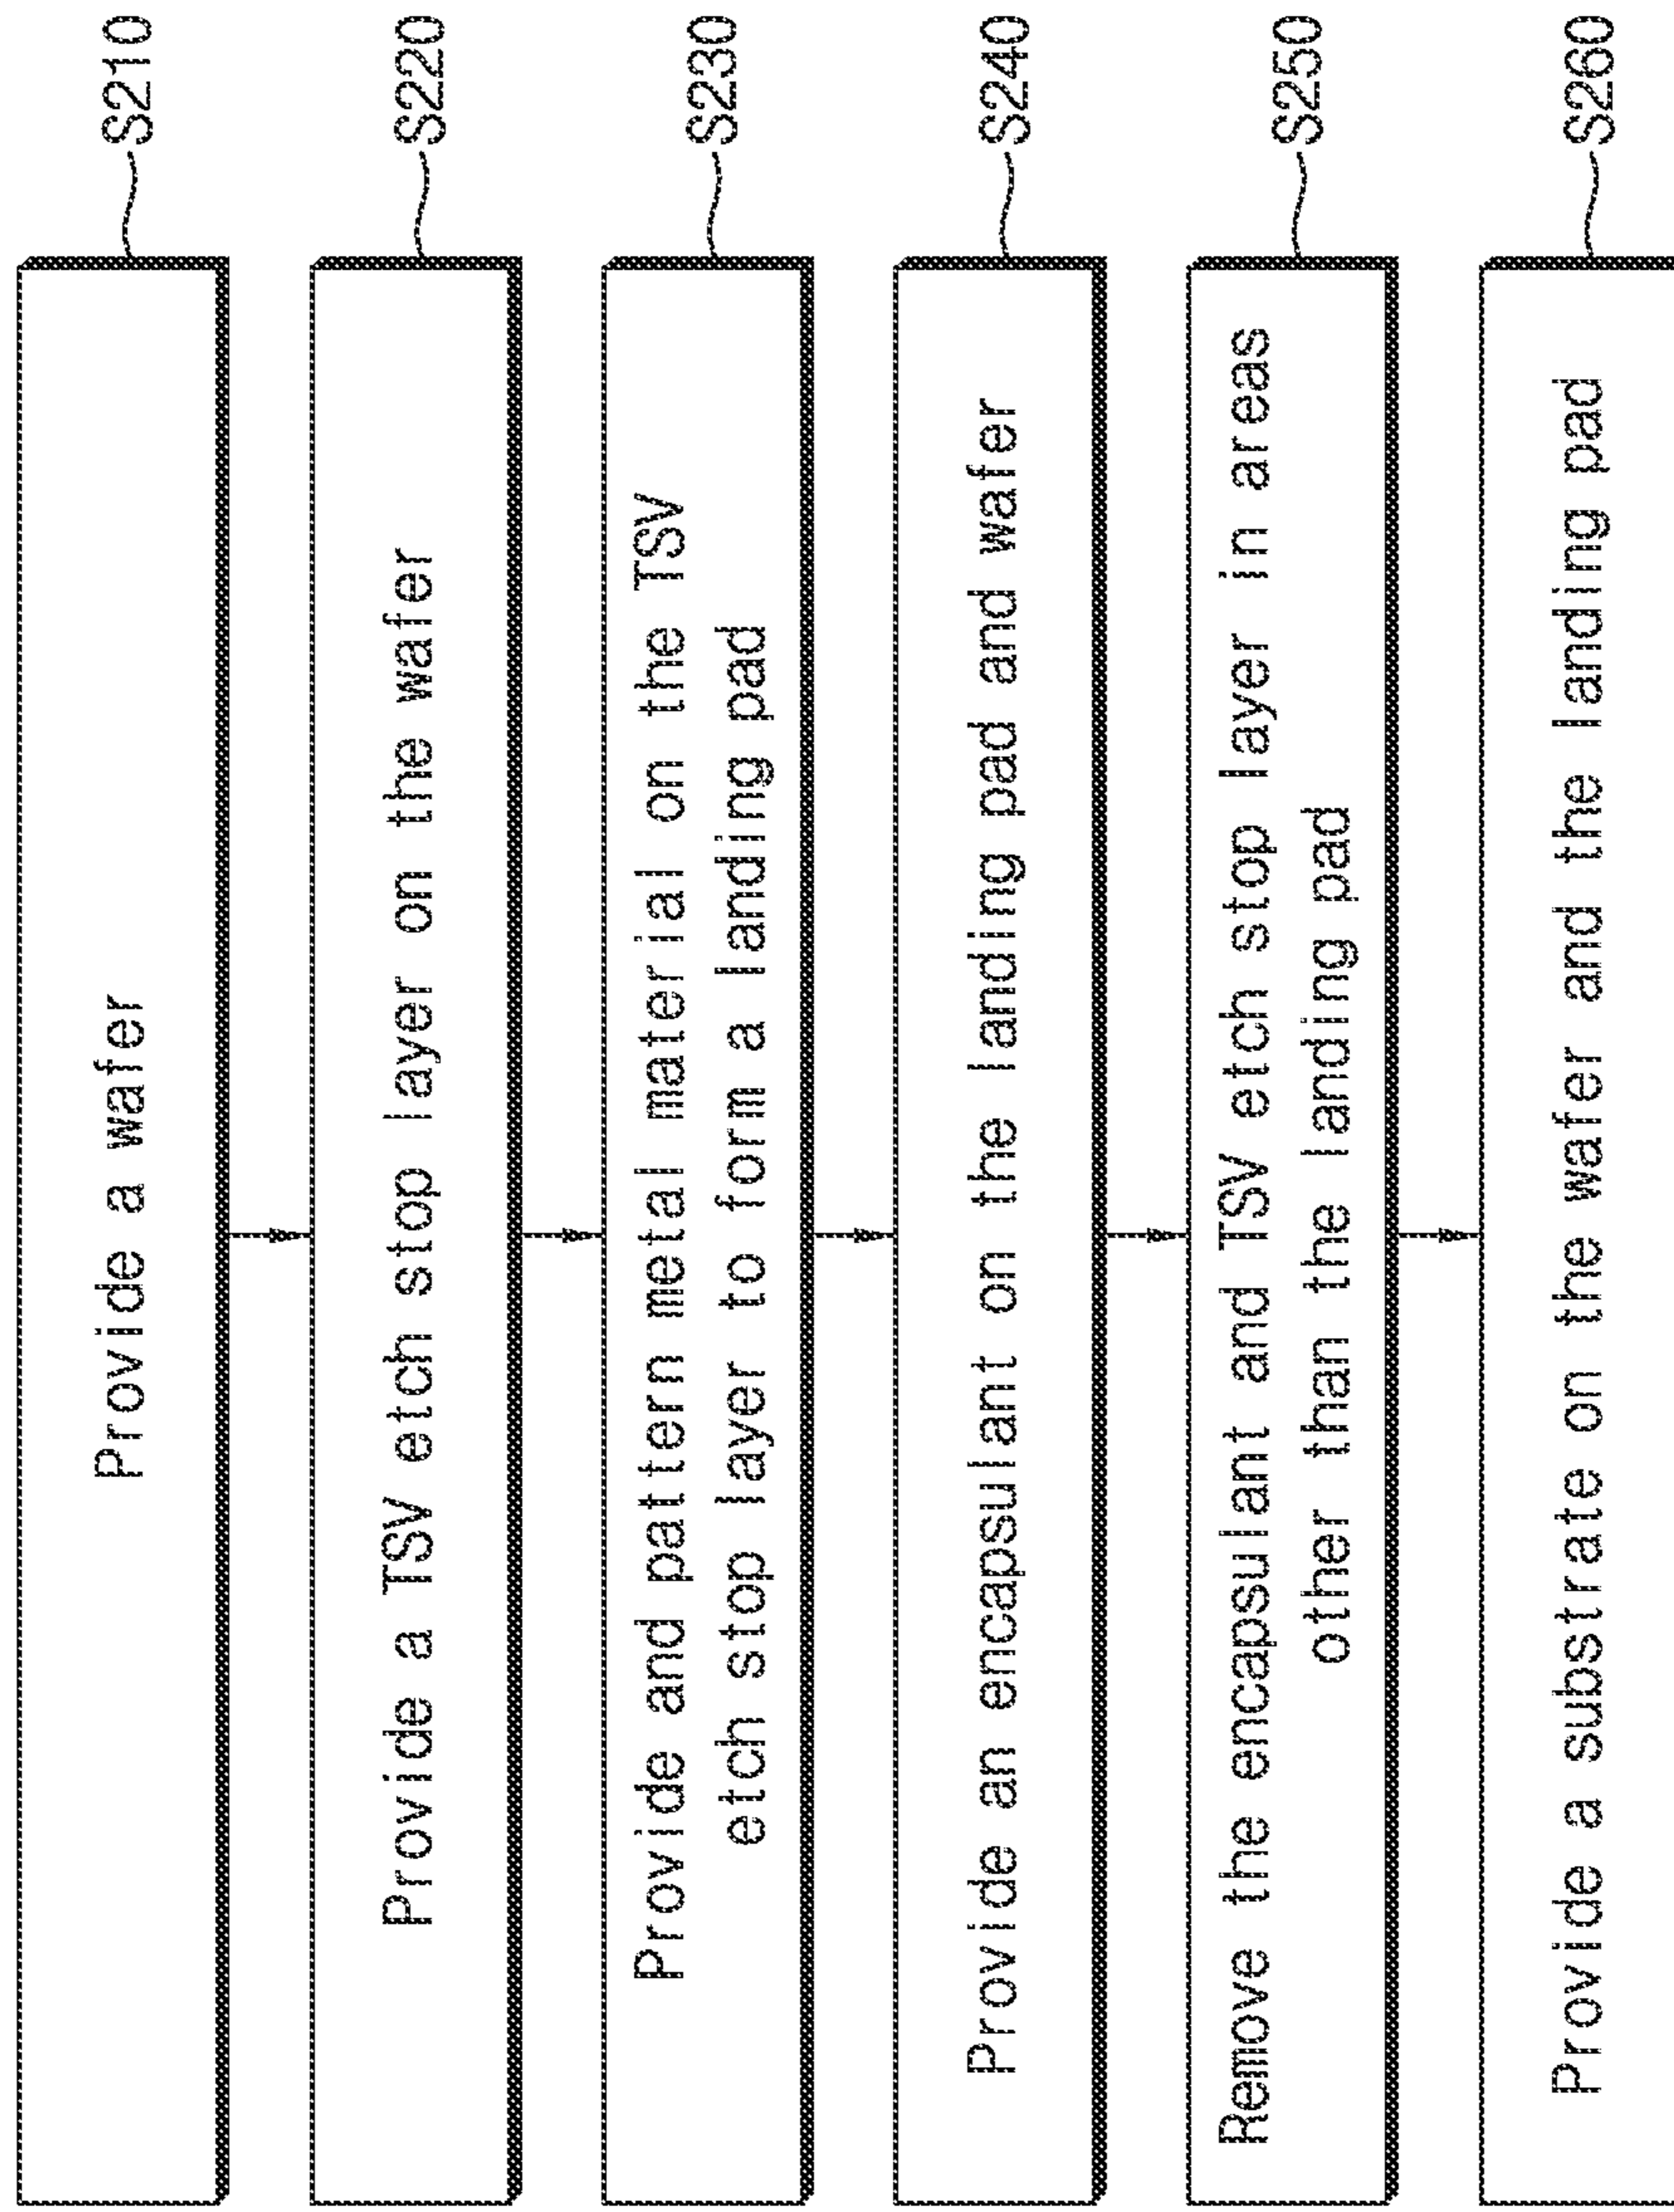 Provide a wafer
S210
Provide a TSV etch stop layer on the wafer
S220
Provide and pattern metal material on the TSV
etch stop layer to form a landing pad
S230
Provide an encapsulant on the landing pad and wafer
S240
Remove the encapsulant and TSV etch stop layer in areas
other than the landing pad
S250
Provide a substrate on the wafer and the landing pad
S260